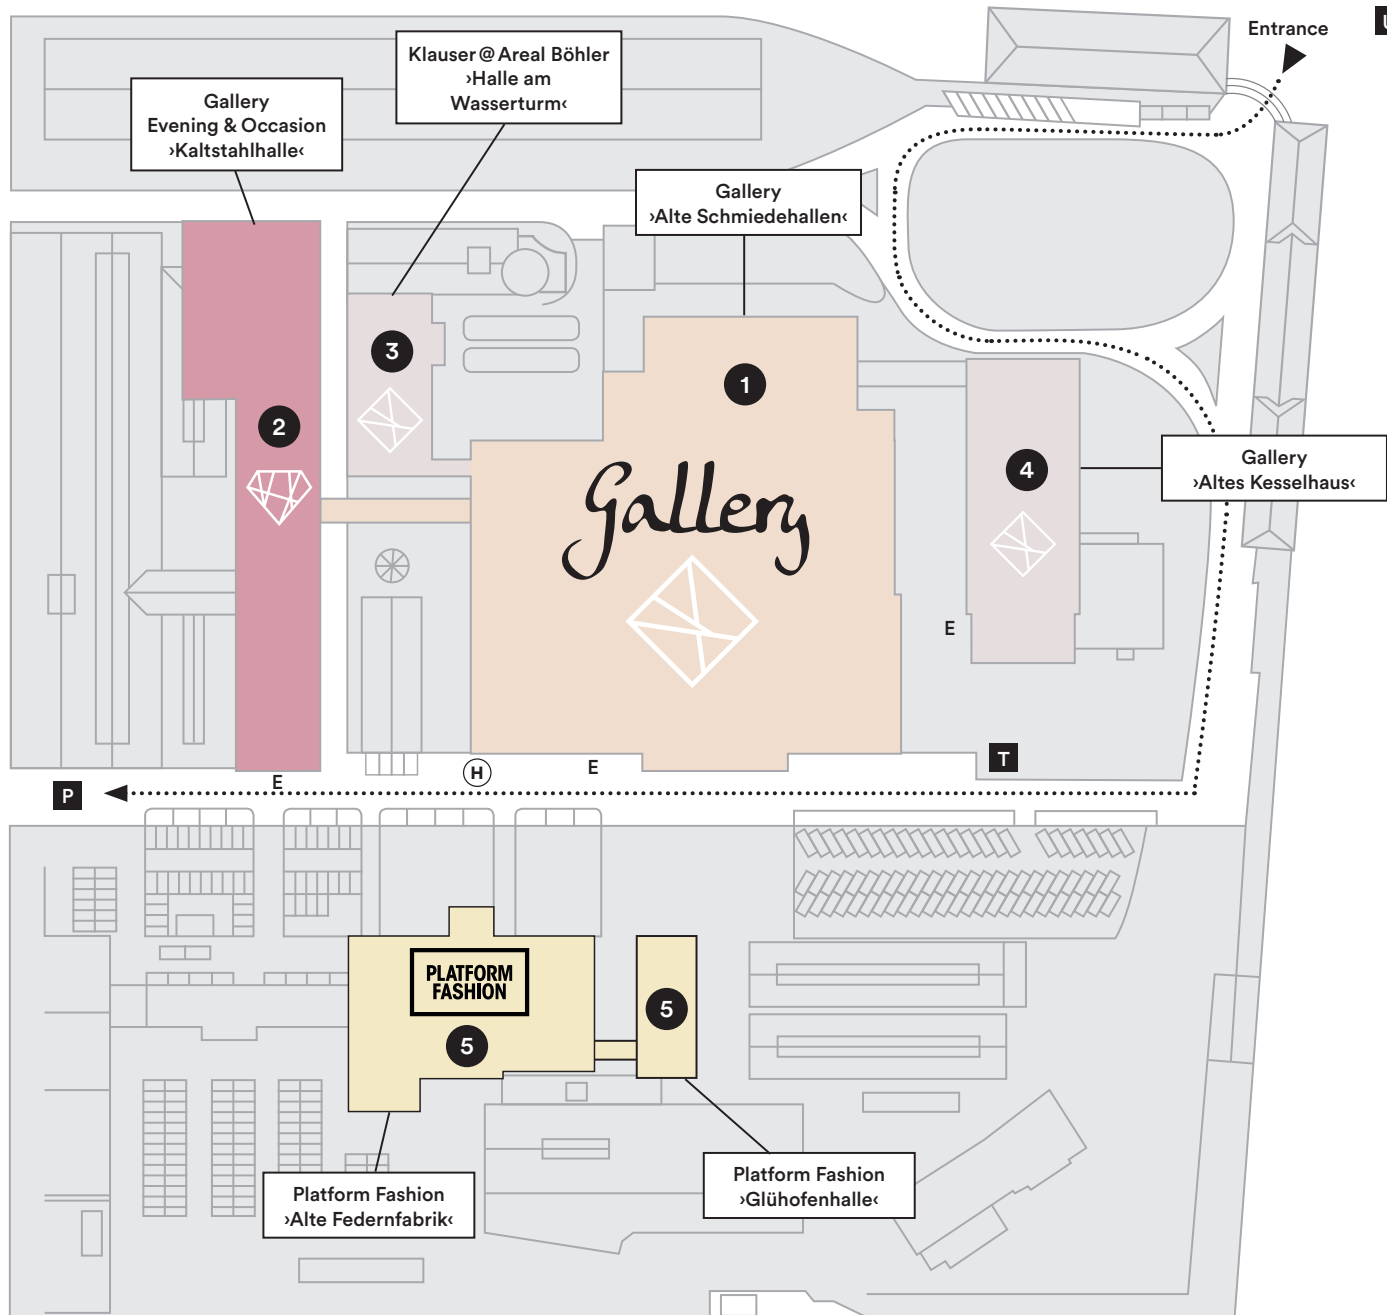 Entrance
U
Klauser @ Areal Böhler
›Halle am
Wasserturm‹
Gallery
Evening & Occasion
›Kaltstahlhalle‹
Gallery
›Alte Schmiedehallen‹
3
1
2
4
Gallery
›Altes Kesselhaus‹
Gallery
E
T
H
E
E
P
PLATFORM
FASHION
5
5
Platform Fashion
›Glühofenhalle‹
Platform Fashion
›Alte Federnfabrik‹